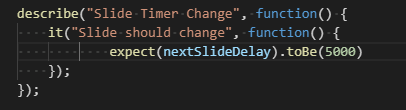 describe("Slide Timer Change", function() {
    it("Slide should change", function() {
            expect(nextSlideDelay).toBe(5000)
    });
});